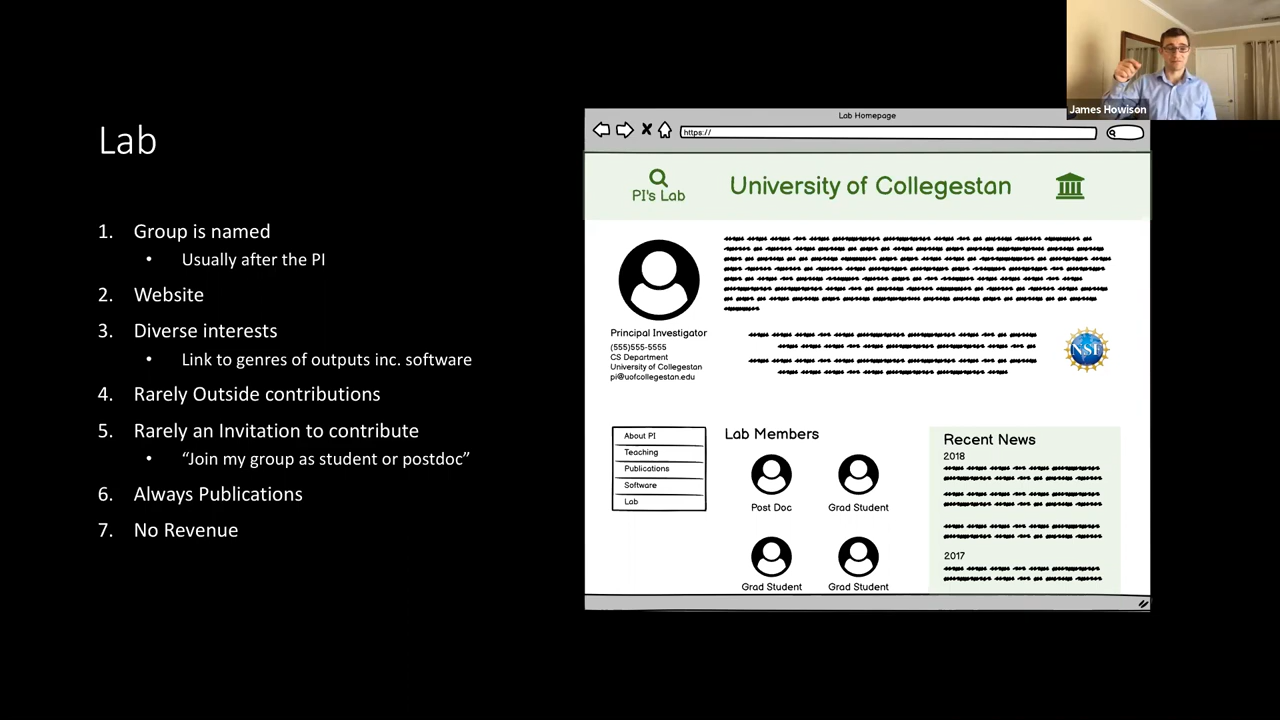 James Howison
Lab
1. Group is named
• Usually after the PI
2. Website
3. Diverse interests
• Link to genres of outputs inc. software
4. Rarely Outside contributions
5. Rarely an Invitation to contribute
• “Join my group as student or postdoc”
6. Always Publications
7. No Revenue
Lab Homepage
https://
PI's Lab
University of Collegestan
Principal Investigator
(555)555-5555
CS Department
University of Collegestan
pi@uofcollegestan.edu
NSF
About PI
Teaching
Publications
Software
Lab
Lab Members
Post Doc
Grad Student
Grad Student
Grad Student
Recent News
2018
2017